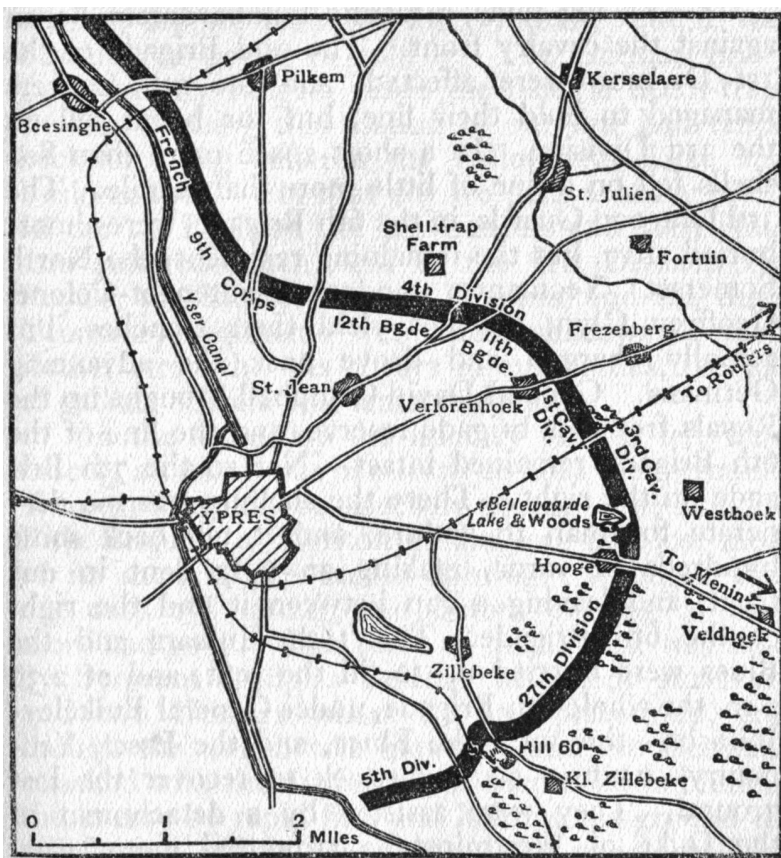 Pilkem
Kersselaere
Boesinghe
French
9th
Corps
St. Julien
Shell-trap
Farm
Fortuin
4th Division
12th Bgde
11th
Bgde.
Yser Canal
Frezenberg
To Roulers
St. Jean
Verlorenhoek
1st Cav.
Div.
3rd Cav.
Div.
YPRES
Bellewaarde
Lake & Woods
Westhoek
Hooge
To Menin
Veldhoek
27th Division
Zillebeke
Hill 60
5th Div.
Kl. Zillebeke
0 2
Miles